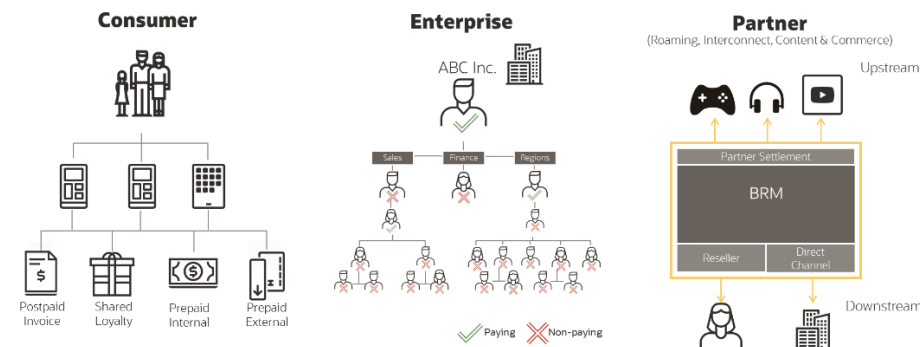 Consumer
Postpaid
Invoice
Shared
Loyalty
Prepaid
Internal
Prepaid
External
Enterprise
ABC Inc.
Sales
Finance
Regions
Paying
Non-paying
Partner
(Roaming, Interconnect, Content & Commerce)
Upstream
Partner Settlement
BRM
Reseller
Direct
Channel
Downstream